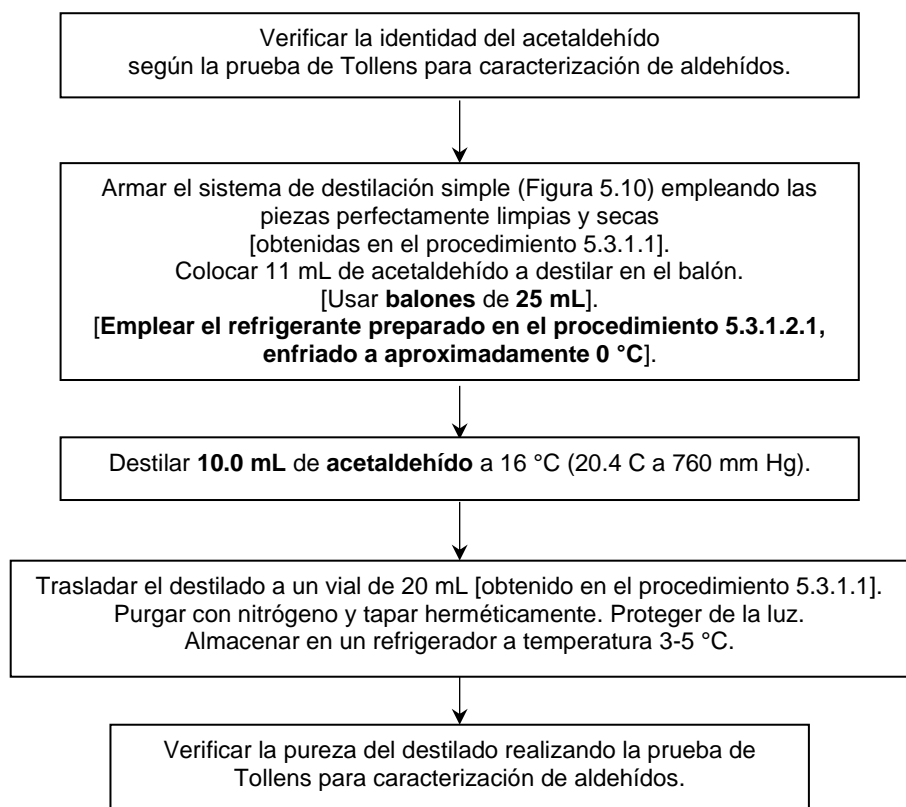 Verificar la identidad del acetaldehído
según la prueba de Tollens para caracterización de aldehídos.
Armar el sistema de destilación simple (Figura 5.10) empleando las
piezas perfectamente limpias y secas
[obtenidas en el procedimiento 5.3.1.1].
Colocar 11 mL de acetaldehído a destilar en el balón.
[Usar balones de 25 mL].
[Emplear el refrigerante preparado en el procedimiento 5.3.1.2.1,
enfriado a aproximadamente 0 °C].
Destilar 10.0 mL de acetaldehído a 16 °C (20.4 C a 760 mm Hg).
Trasladar el destilado a un vial de 20 mL [obtenido en el procedimiento 5.3.1.1].
Purgar con nitrógeno y tapar herméticamente. Proteger de la luz.
Almacenar en un refrigerador a temperatura 3-5 °C.
Verificar la pureza del destilado realizando la prueba de
Tollens para caracterización de aldehídos.